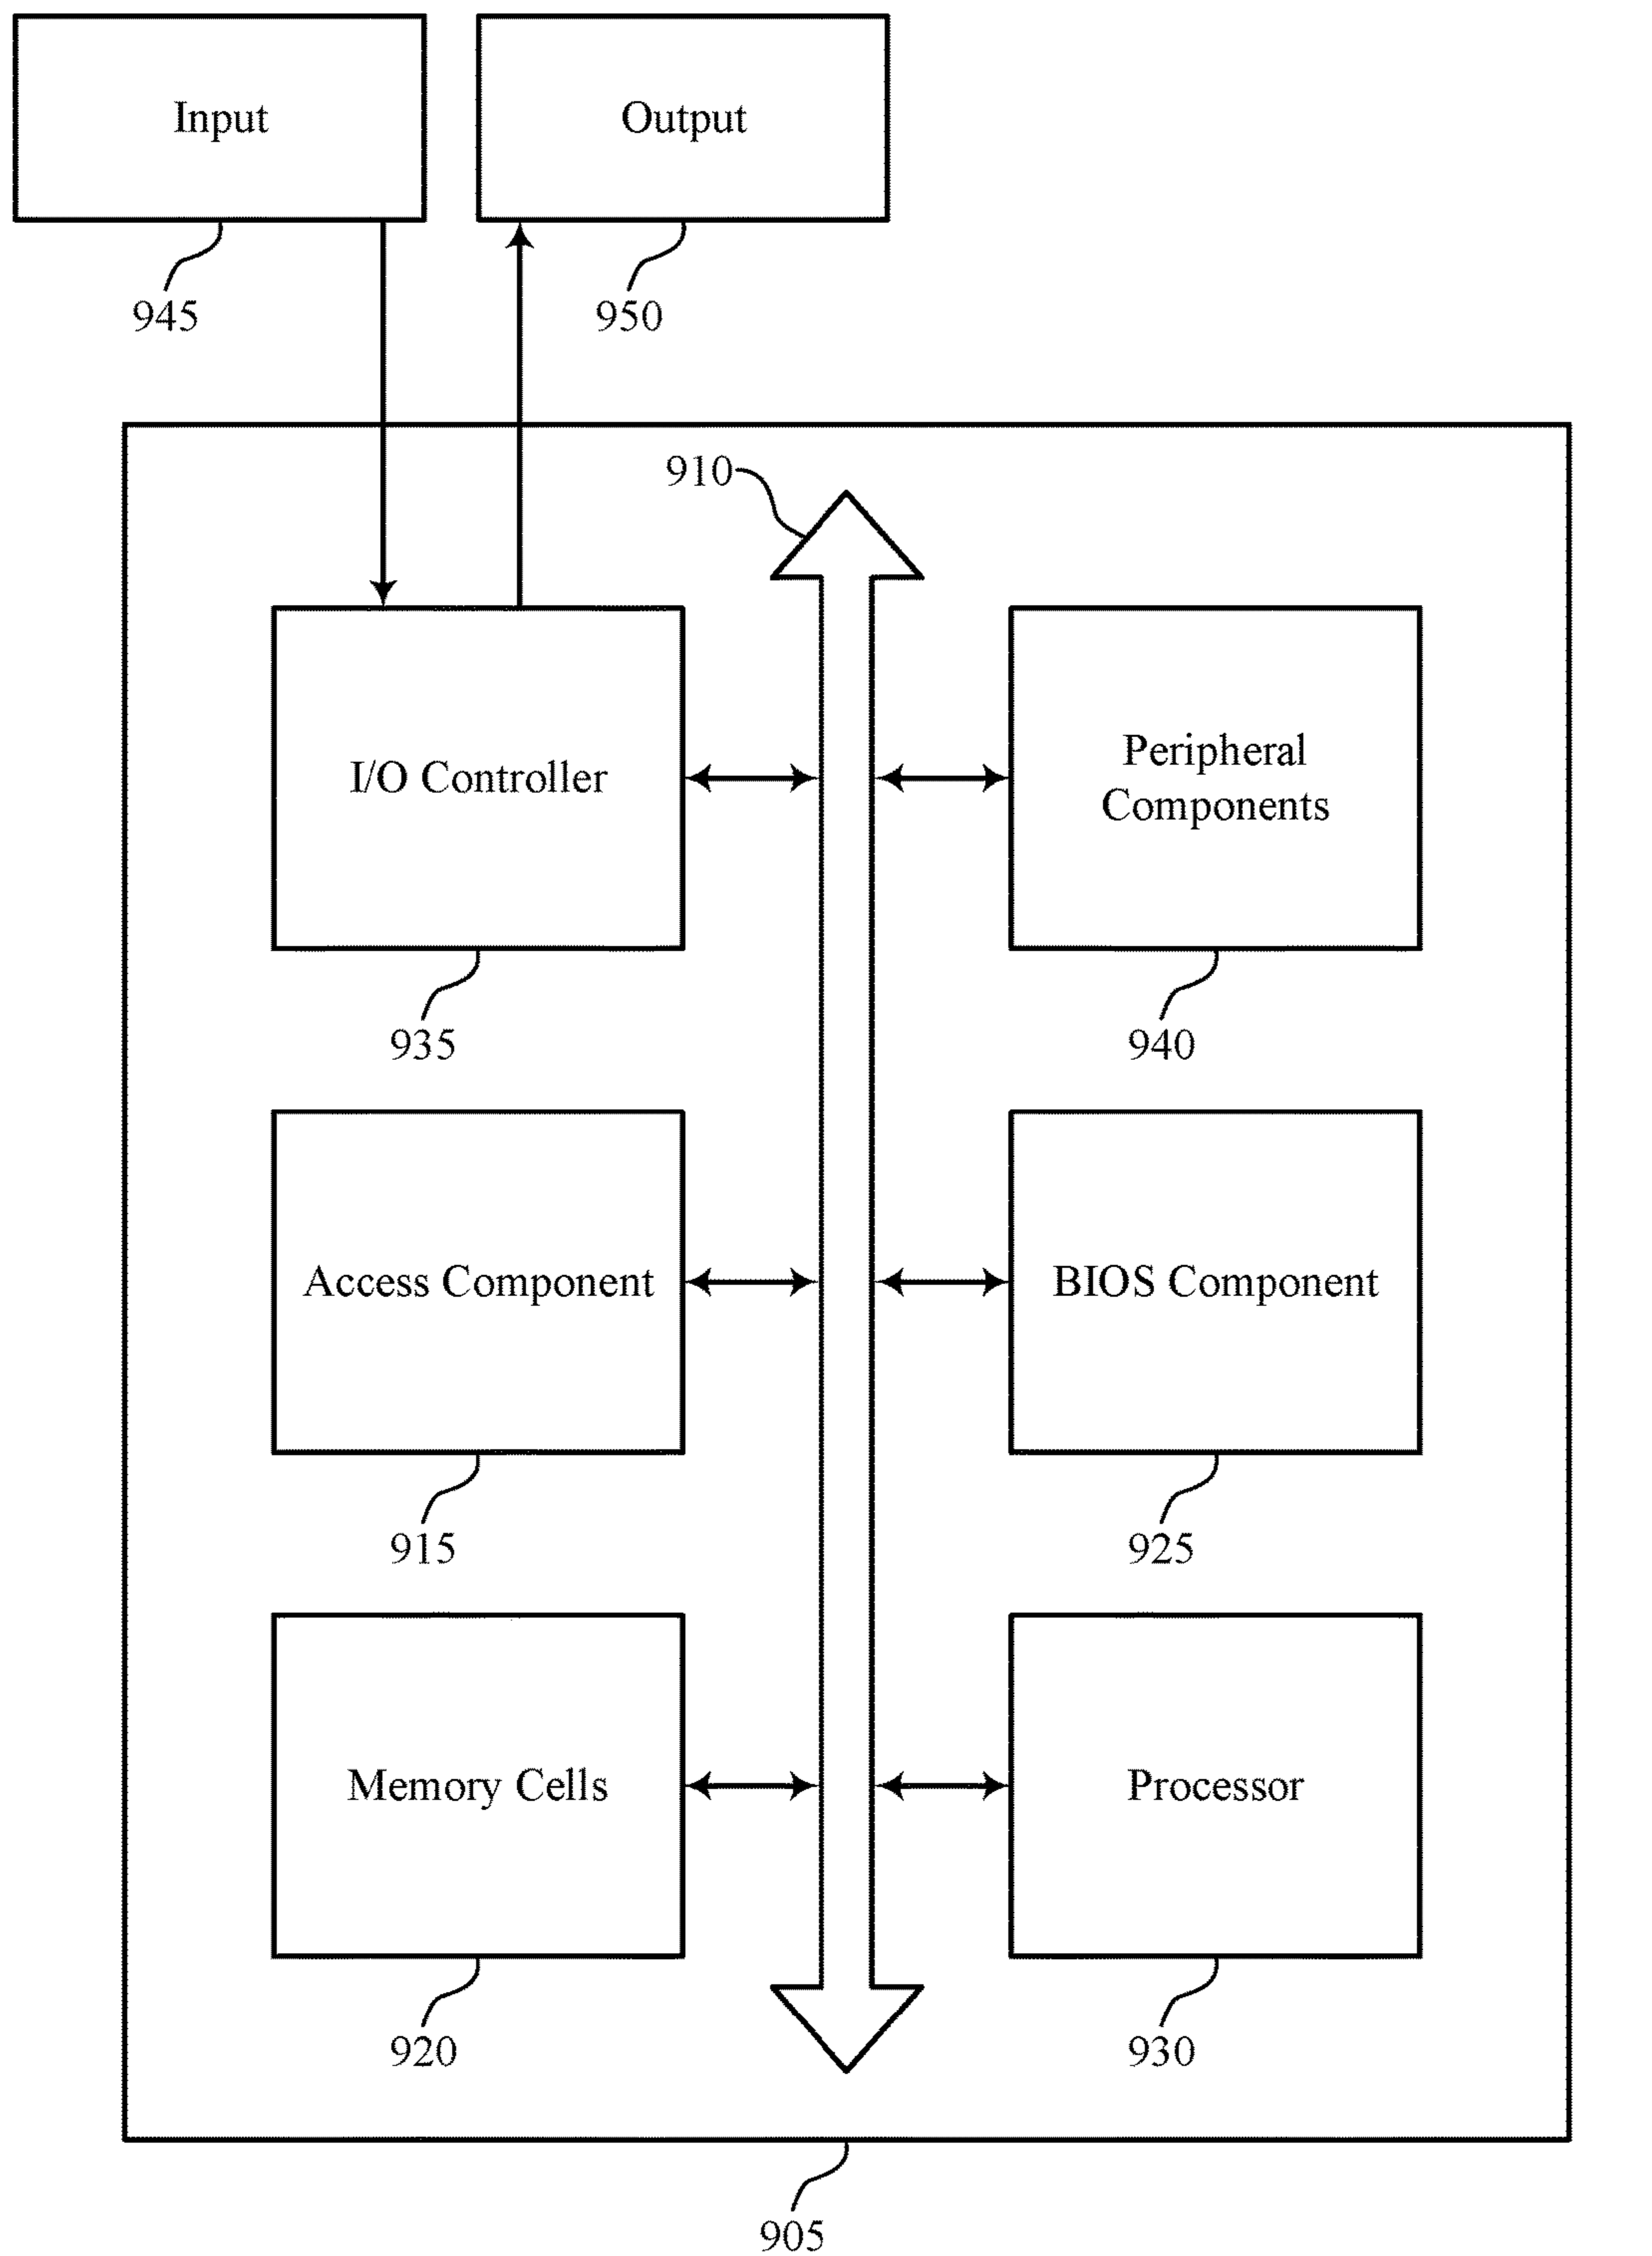 Input
Output
945
950
910
I/O Controller
Peripheral
Components
935
940
Access Component
BIOS Component
915
925
Memory Cells
Processor
920
930
905